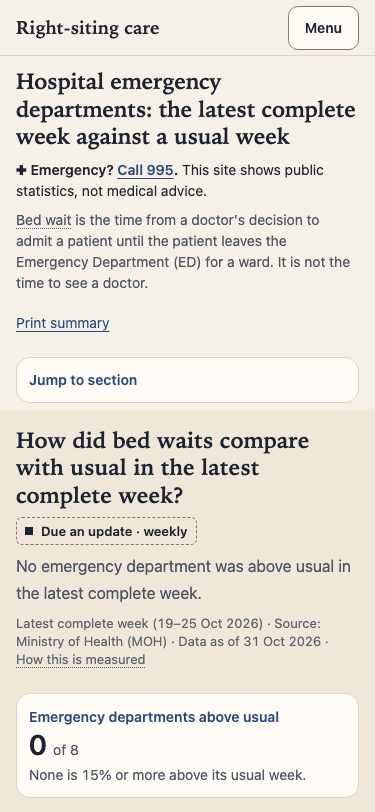 Right-siting care
Menu
Hospital emergency
departments: the latest complete
week against a usual week
✚ Emergency? Call 995. This site shows public
statistics, not medical advice.
Bed wait is the time from a doctor's decision to
admit a patient until the patient leaves the
Emergency Department (ED) for a ward. It is not the
time to see a doctor.
Print summary
Jump to section
How did bed waits compare
with usual in the latest
complete week?
■ Due an update · weekly
No emergency department was above usual in
the latest complete week.
Latest complete week (19–25 Oct 2026) · Source:
Ministry of Health (MOH) · Data as of 31 Oct 2026 ·
How this is measured
Emergency departments above usual
0 of 8
None is 15% or more above its usual week.